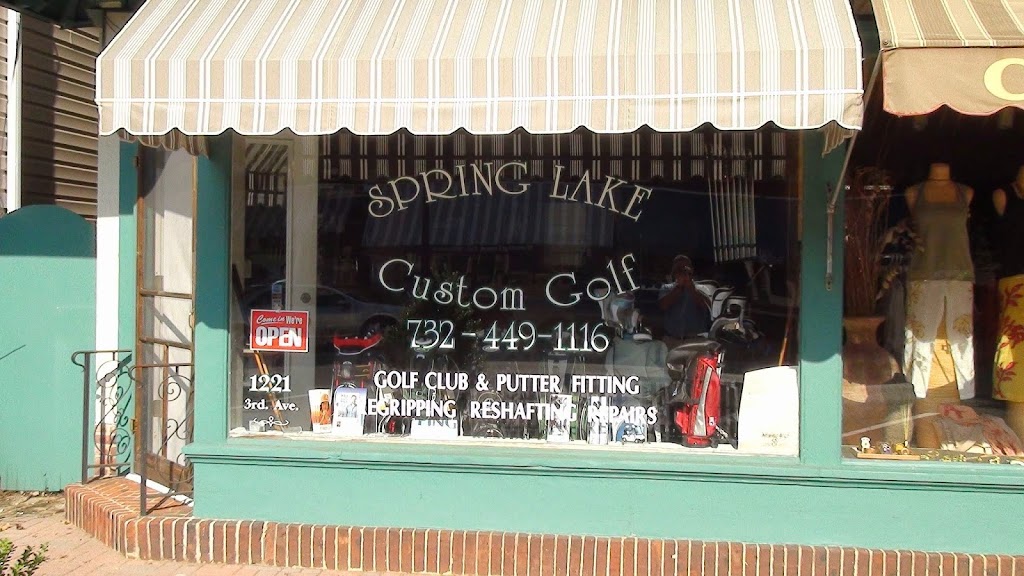 SPRING LAKE
Custom Golf
732-449-1116
Come in We're
OPEN
1221
3rd. Ave.
GOLF CLUB & PUTTER FITTING
REGRIPPING, RESHAFTING, REPAIRS
C